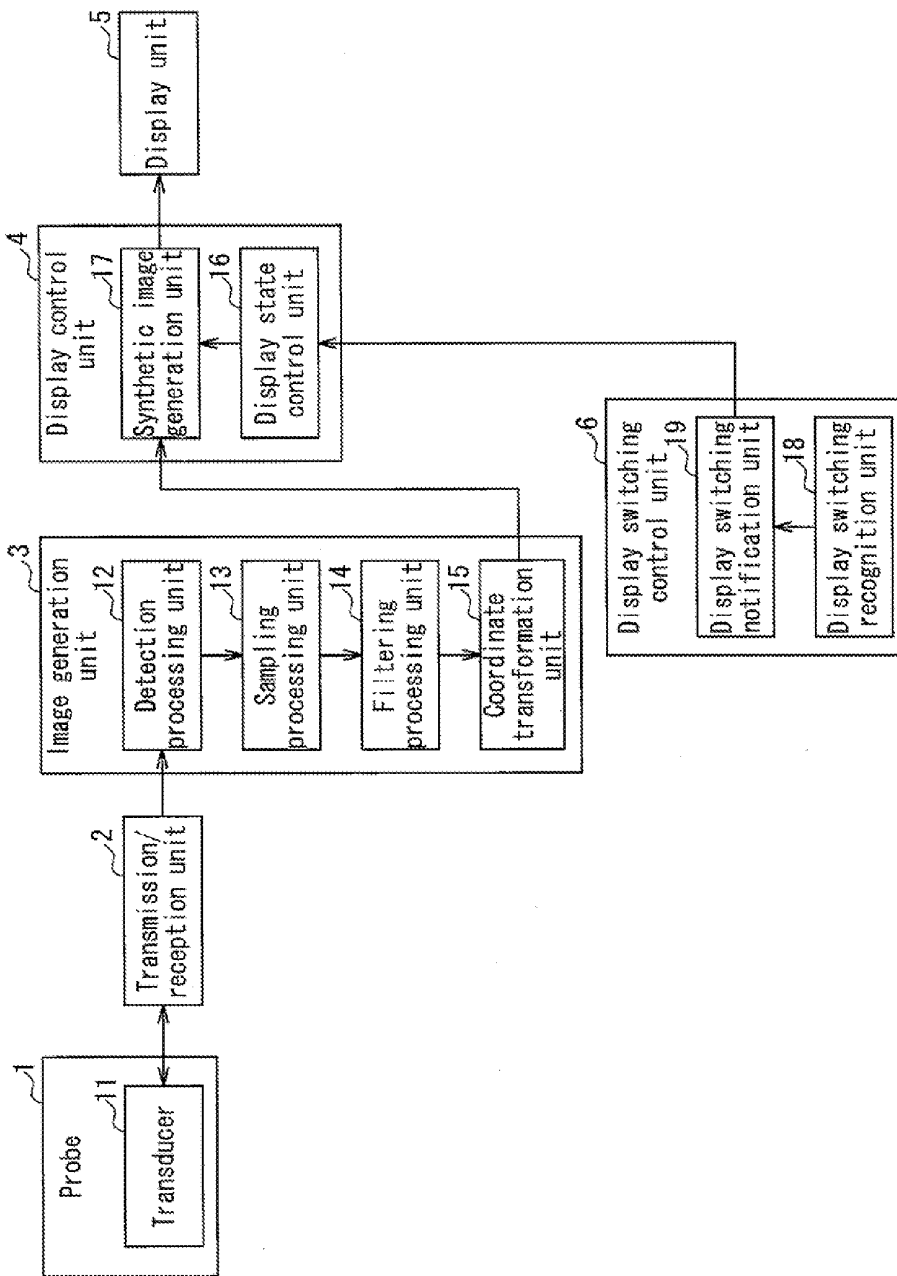 1
Probe
11
Transducer
2
Transmission/
reception unit
3
Image generation
unit
12
Detection
processing unit
13
Sampling
processing unit
14
Filtering
processing unit
15
Coordinate
transformation
unit
4
Display control
unit
17
Synthetic image
generation unit
16
Display state
control unit
5
Display unit
6
Display switching
control unit
19
Display switching
notification unit
18
Display switching
recognition unit